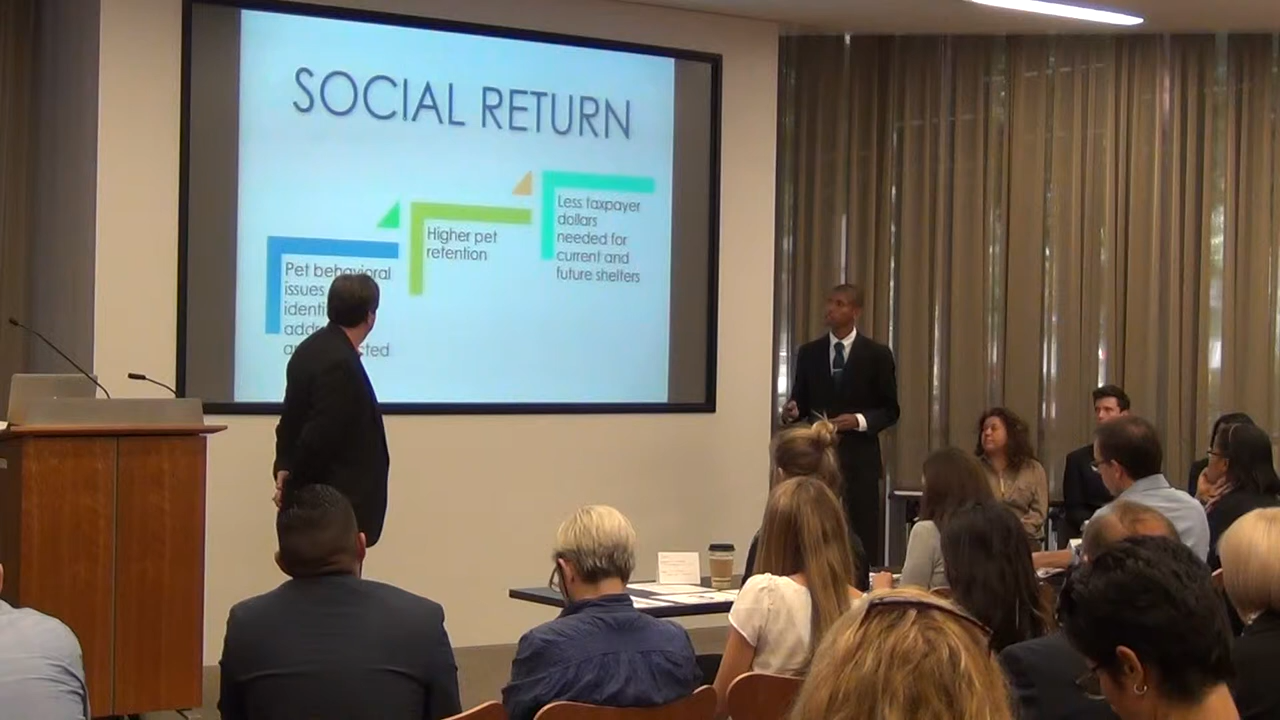 SOCIAL RETURN
Pet behavioral
issues
Higher pet
retention
Less taxpayer
dollars
needed for
current and
future shelters